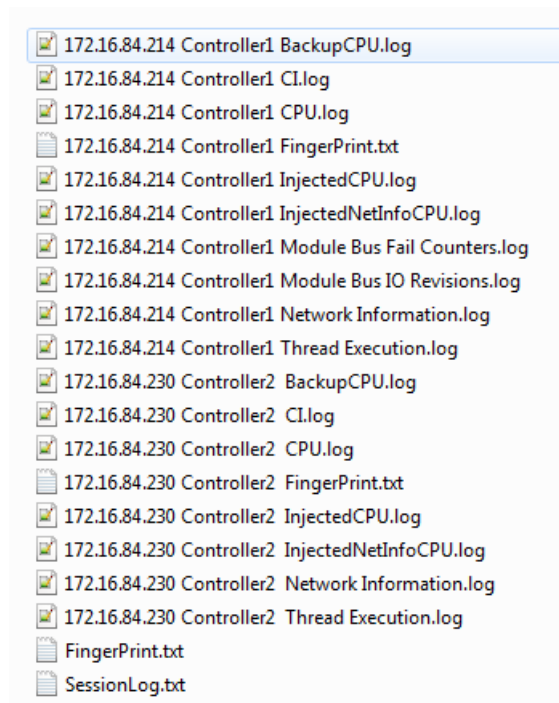 172.16.84.214 Controller1 BackupCPU.log
172.16.84.214 Controller1 CI.log
172.16.84.214 Controller1 CPU.log
172.16.84.214 Controller1 FingerPrint.txt
172.16.84.214 Controller1 InjectedCPU.log
172.16.84.214 Controller1 InjectedNetInfoCPU.log
172.16.84.214 Controller1 Module Bus Fail Counters.log
172.16.84.214 Controller1 Module Bus IO Revisions.log
172.16.84.214 Controller1 Network Information.log
172.16.84.214 Controller1 Thread Execution.log
172.16.84.230 Controller2  BackupCPU.log
172.16.84.230 Controller2  CI.log
172.16.84.230 Controller2  CPU.log
172.16.84.230 Controller2  FingerPrint.txt
172.16.84.230 Controller2  InjectedCPU.log
172.16.84.230 Controller2  InjectedNetInfoCPU.log
172.16.84.230 Controller2  Network Information.log
172.16.84.230 Controller2  Thread Execution.log
FingerPrint.txt
SessionLog.txt